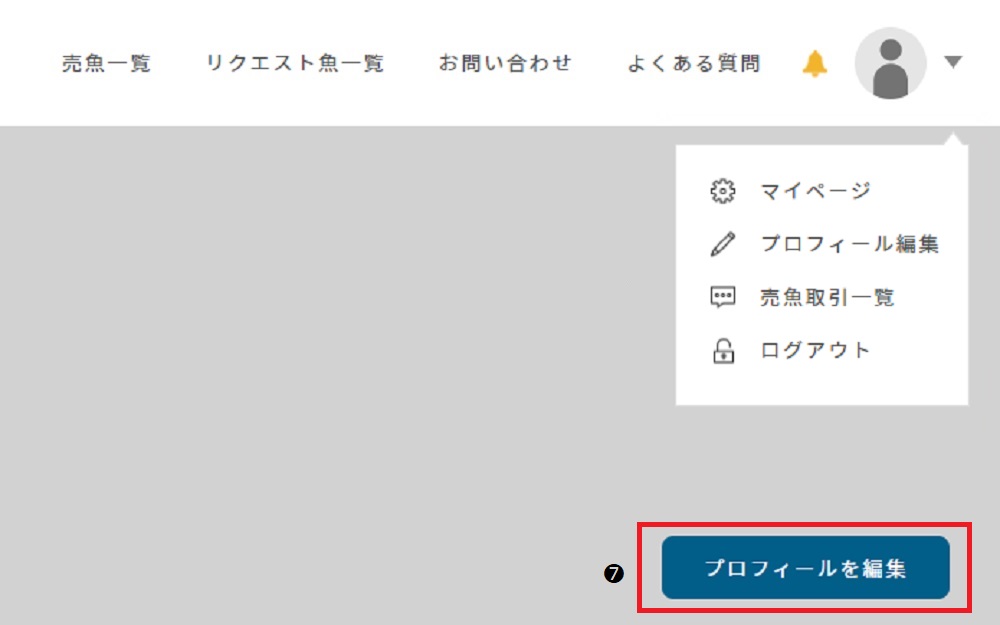 売魚一覧 リクエスト魚一覧 お問い合わせ よくある質問
マイページ
プロフィール編集
売魚取引一覧
ログアウト
❼ プロフィールを編集